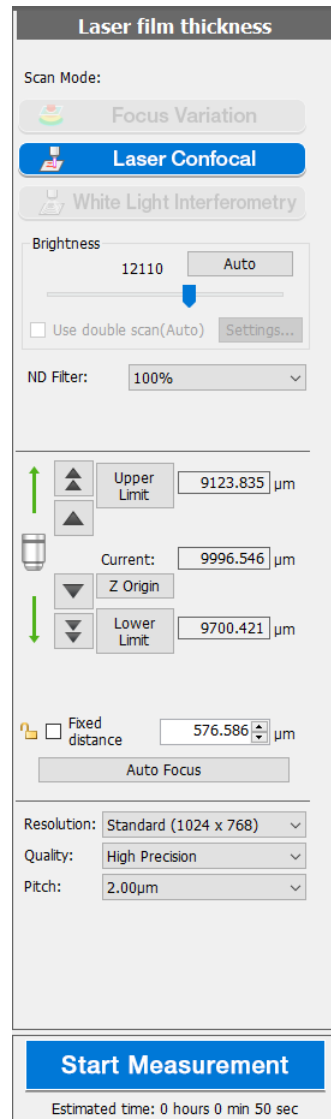 Laser film thickness
Scan Mode:
Focus Variation
Laser Confocal
White Light Interferometry
Brightness
12110 Auto
Use double scan(Auto) Settings...
ND Filter: 100%
Upper Limit 9123.835 µm
Current: 9996.546 µm
Z Origin
Lower Limit 9700.421 µm
Fixed distance 576.586 µm
Auto Focus
Resolution: Standard (1024 x 768)
Quality: High Precision
Pitch: 2.00µm
Start Measurement
Estimated time: 0 hours 0 min 50 sec